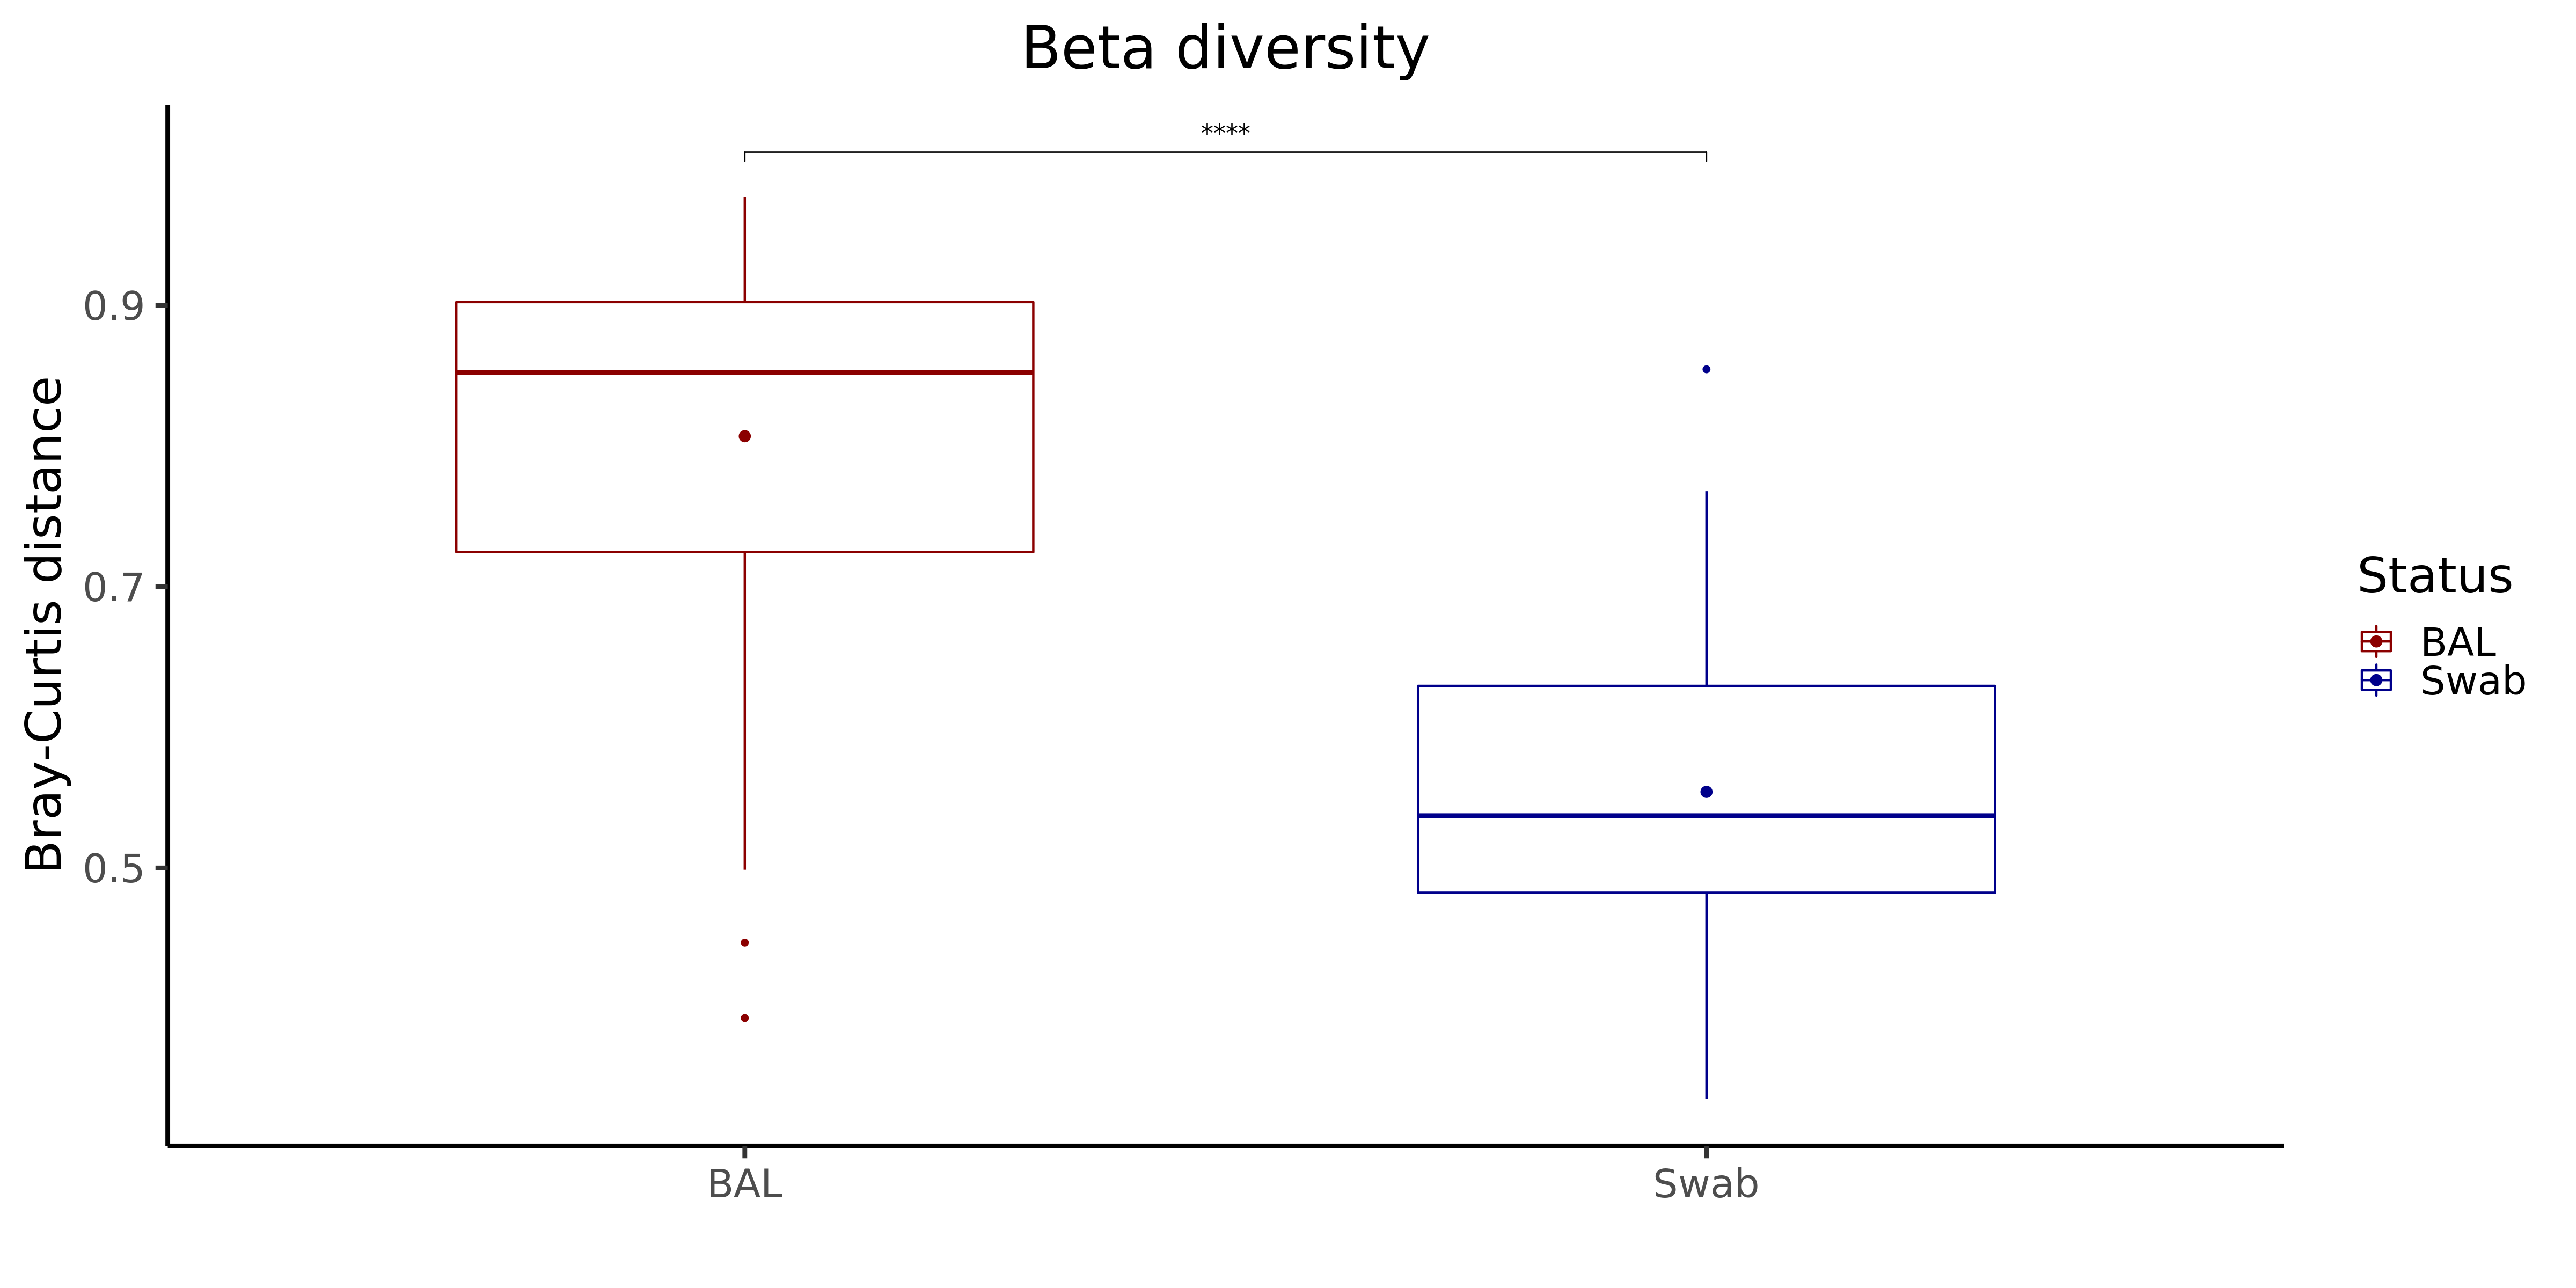 Beta diversity
****
Bray-Curtis distance
0.9
0.7
0.5
BAL
Swab
Status
BAL
Swab